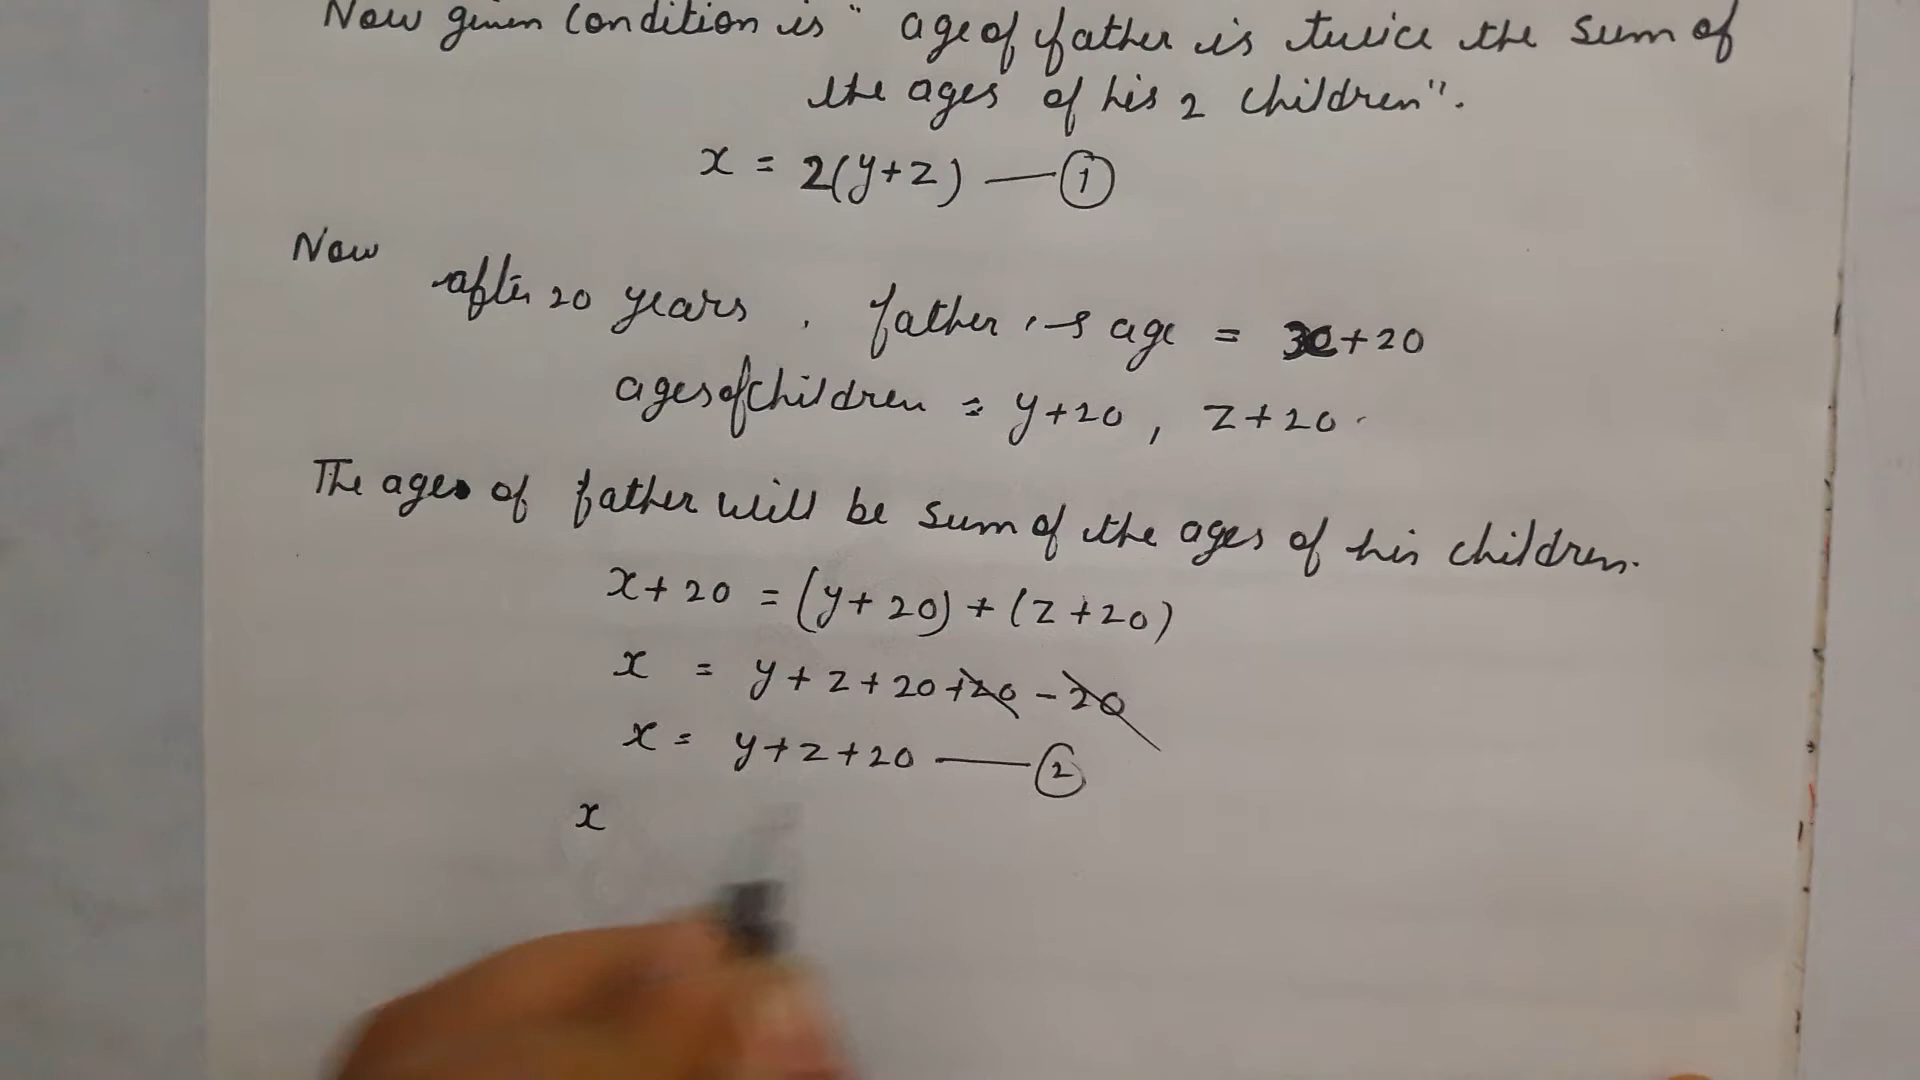 Now given Condition is " age of father is twice the sum of
the ages of his 2 children".
x = 2(y+z) — ①
Now
after 20 years, father's age = x+20
ages of children = y+20, z+20.
The ages of father will be sum of the ages of his children.
x+20 = (y+20)+(z+20)
x = y+z+20+20-20
x = y+z+20 — ②
x